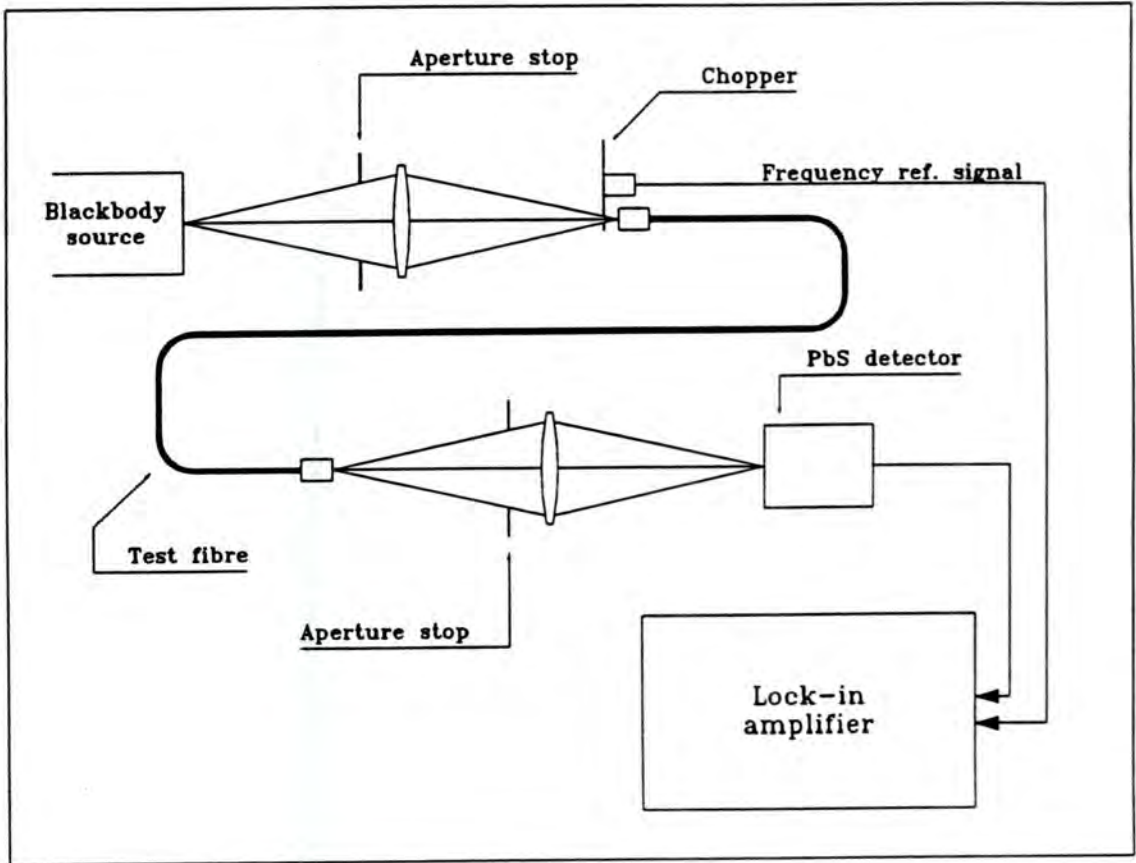 Aperture stop
Chopper
Frequency ref. signal
Blackbody
source
PbS detector
Test fibre
Aperture stop
Lock-in
amplifier